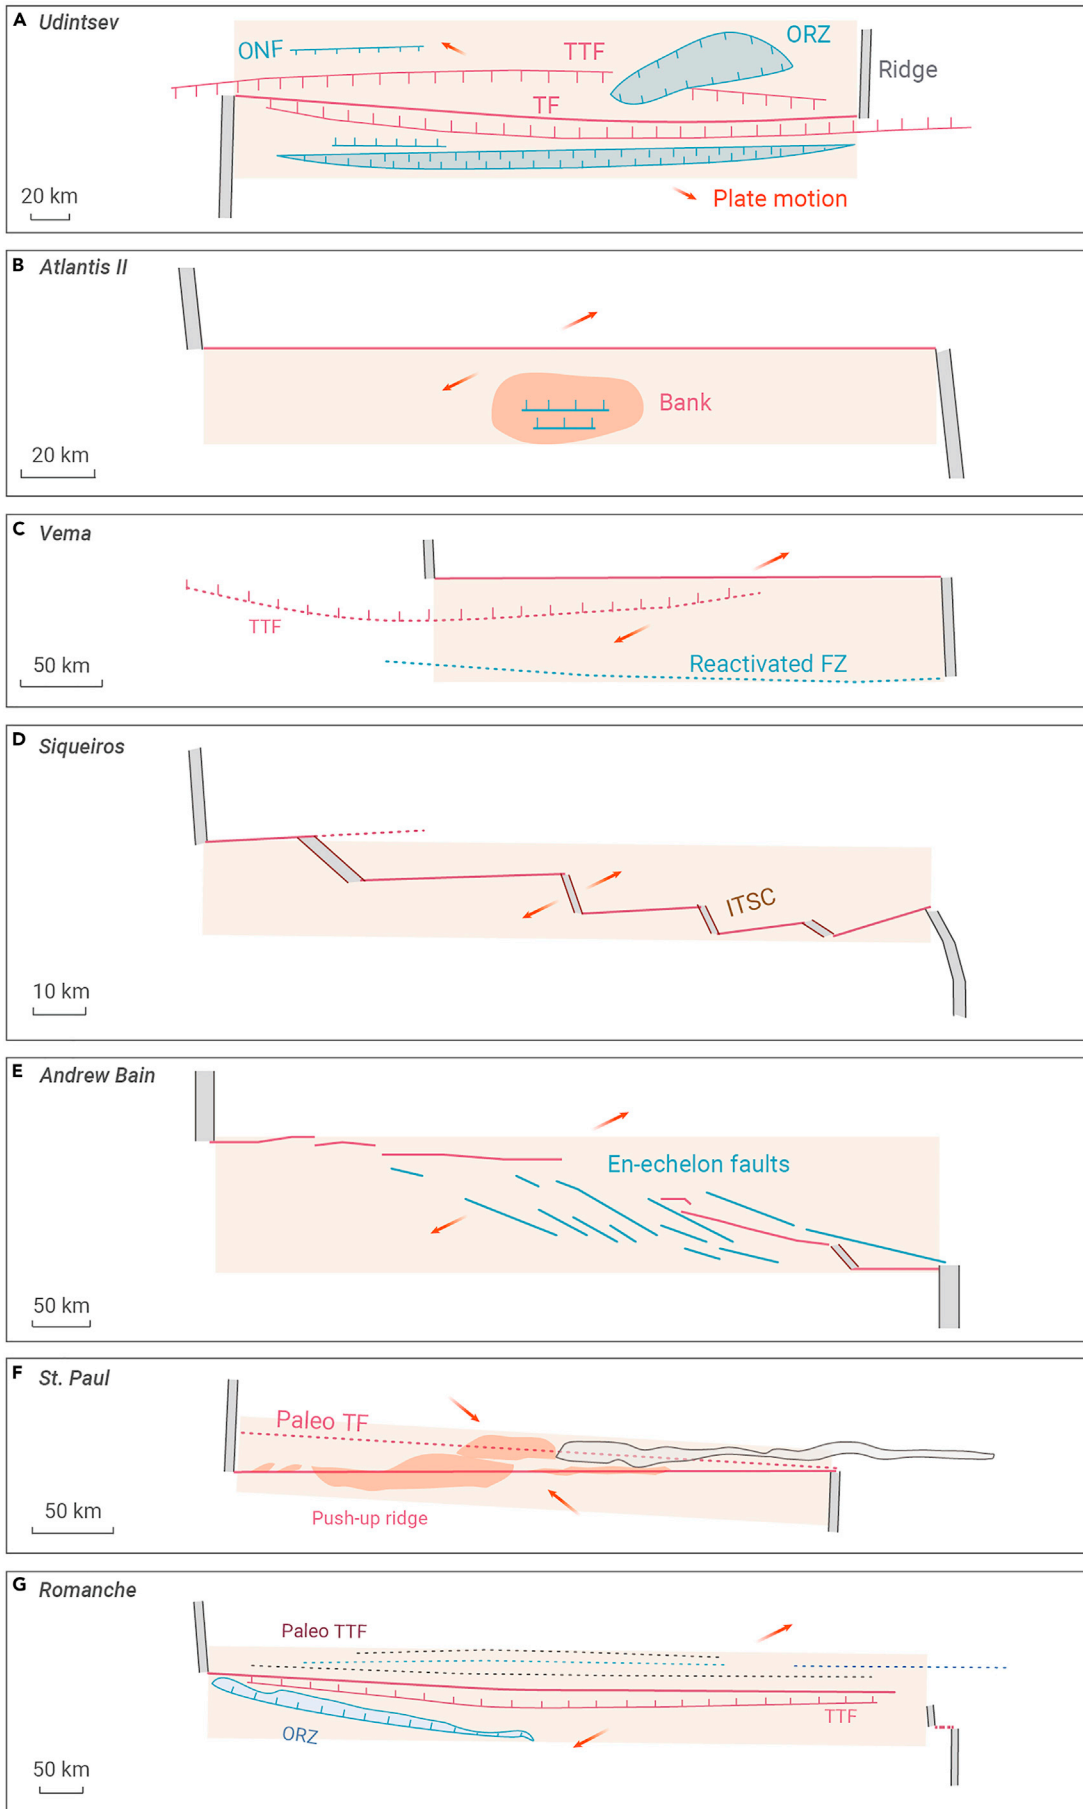 A Udintsev
ONF
TTF
ORZ
Ridge
TF
20 km
Plate motion
B Atlantis II
Bank
20 km
C Vema
TTF
Reactivated FZ
50 km
D Siqueiros
ITSC
10 km
E Andrew Bain
En-echelon faults
50 km
F St. Paul
Paleo TF
50 km
Push-up ridge
G Romanche
Paleo TTF
TTF
ORZ
50 km